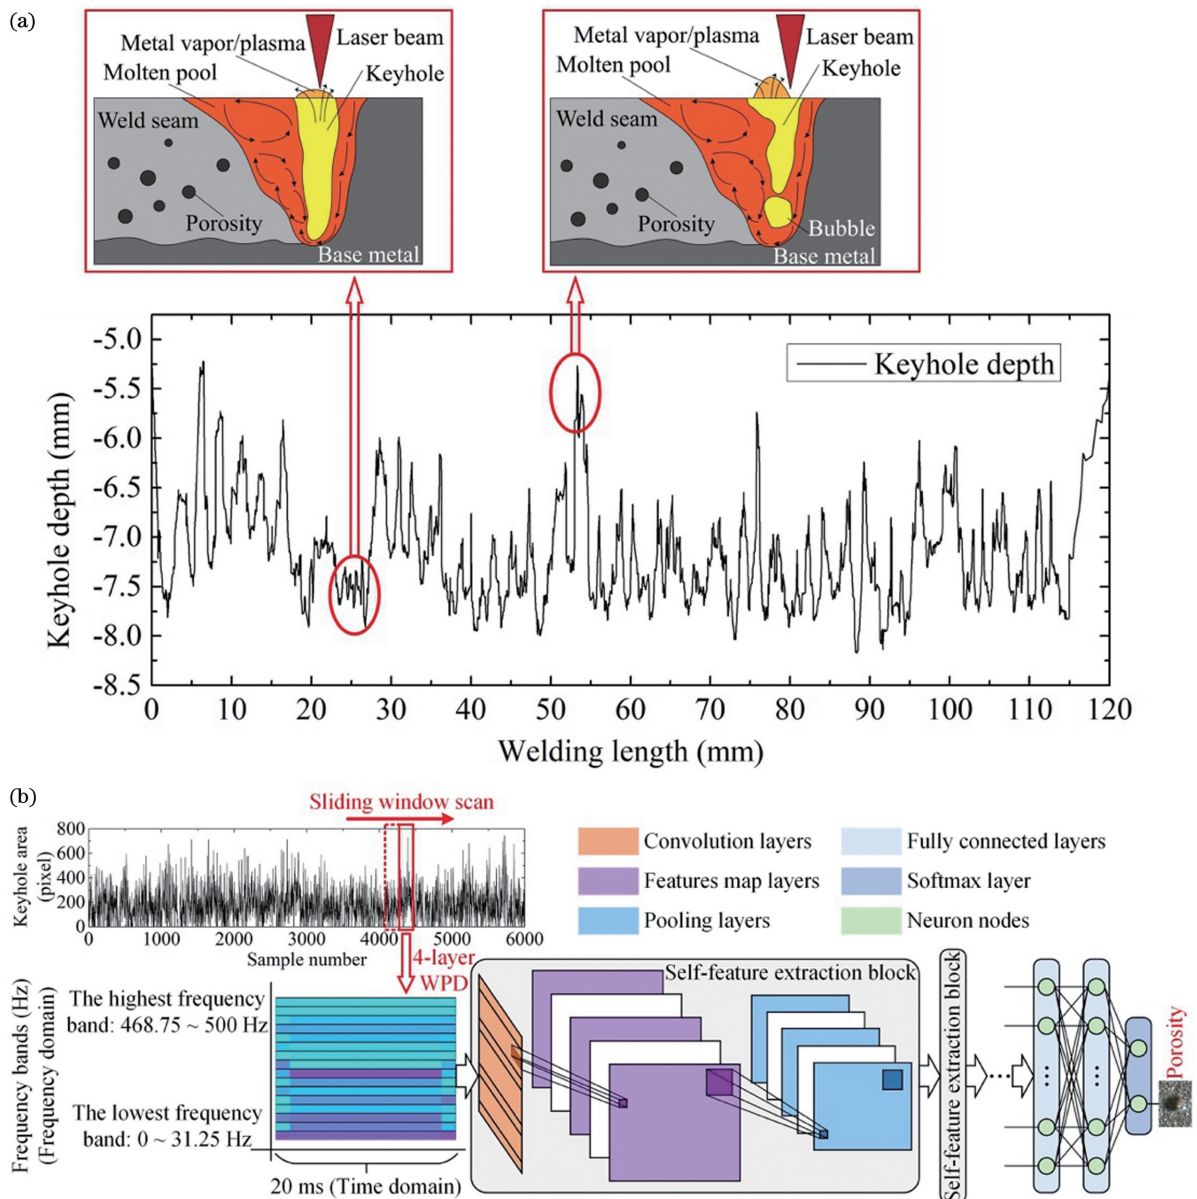 (a)
Metal vapor/plasma
Laser beam
Molten pool
Keyhole
Weld seam
Porosity
Base metal
Metal vapor/plasma
Laser beam
Molten pool
Keyhole
Weld seam
Porosity
Bubble
Base metal
Keyhole depth (mm)
-5.0
-5.5
-6.0
-6.5
-7.0
-7.5
-8.0
-8.5
Keyhole depth
0 10 20 30 40 50 60 70 80 90 100 110 120
Welding length (mm)
(b)
Sliding window scan
Keyhole area
(pixel)
800
600
400
200
0
0 1000 2000 3000 4000 5000 6000
Sample number
4-layer
WPD
Convolution layers
Features map layers
Pooling layers
Fully connected layers
Softmax layer
Neuron nodes
Frequency bands (Hz)
(Frequency domain)
The highest frequency
band: 468.75 ~ 500 Hz
The lowest frequency
band: 0 ~ 31.25 Hz
20 ms (Time domain)
Self-feature extraction block
Self-feature extraction block
Porosity